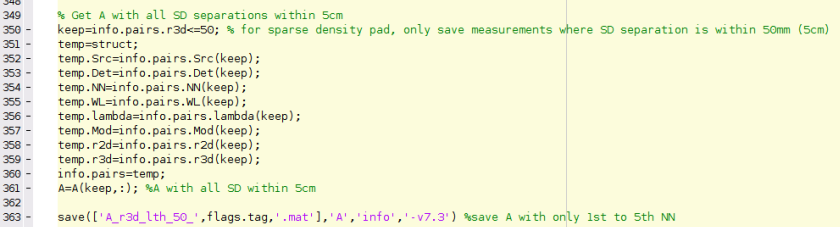 349 % Get A with all SD separations within 5cm
350 - keep=info.pairs.r3d<=50; % for sparse density pad, only save measurements where SD separation is within 50mm (5cm)
351 - temp=struct;
352 - temp.Src=info.pairs.Src(keep);
353 - temp.Det=info.pairs.Det(keep);
354 - temp.NN=info.pairs.NN(keep);
355 - temp.WL=info.pairs.WL(keep);
356 - temp.lambda=info.pairs.lambda(keep);
357 - temp.Mod=info.pairs.Mod(keep);
358 - temp.r2d=info.pairs.r2d(keep);
359 - temp.r3d=info.pairs.r3d(keep);
360 - info.pairs=temp;
361 - A=A(keep,:); %A with all SD within 5cm
362
363 - save(['A_r3d_lth_50_',flags.tag,'.mat'],'A','info','-v7.3') %save A with only 1st to 5th NN